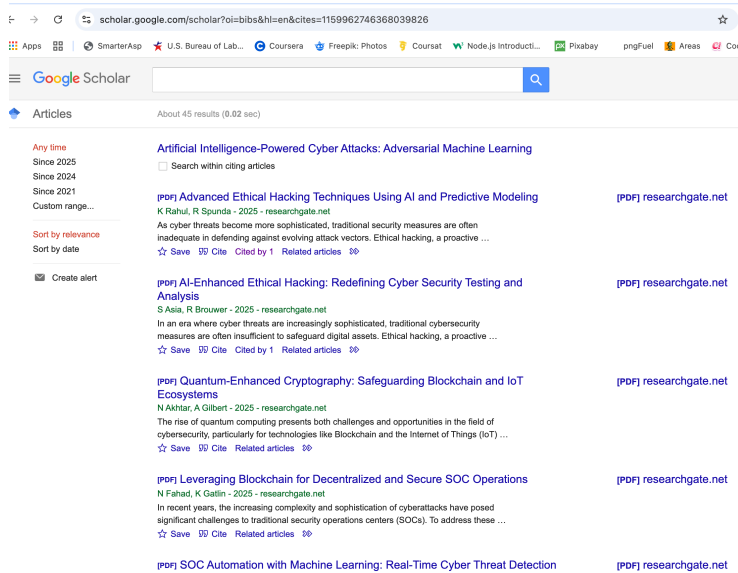 scholar.google.com/scholar?oi=bibs&hl=en&cites=1159962746368039826
Apps SmarterAsp U.S. Bureau of Lab... Coursera Freepik: Photos Coursat Node.js Introducti... Pixabay pngFuel Areas
Google Scholar
Articles About 45 results (0.02 sec)
Any time
Since 2025
Since 2024
Since 2021
Custom range...
Sort by relevance
Sort by date
Create alert
Artificial Intelligence-Powered Cyber Attacks: Adversarial Machine Learning
Search within citing articles
[PDF] Advanced Ethical Hacking Techniques Using AI and Predictive Modeling [PDF] researchgate.net
K Rahul, R Spunda - 2025 - researchgate.net
As cyber threats become more sophisticated, traditional security measures are often
inadequate in defending against evolving attack vectors. Ethical hacking, a proactive ...
Save Cite Cited by 1 Related articles
[PDF] AI-Enhanced Ethical Hacking: Redefining Cyber Security Testing and [PDF] researchgate.net
Analysis
S Asia, R Brouwer - 2025 - researchgate.net
In an era where cyber threats are increasingly sophisticated, traditional cybersecurity
measures are often insufficient to safeguard digital assets. Ethical hacking, a proactive ...
Save Cite Cited by 1 Related articles
[PDF] Quantum-Enhanced Cryptography: Safeguarding Blockchain and IoT [PDF] researchgate.net
Ecosystems
N Akhtar, A Gilbert - 2025 - researchgate.net
The rise of quantum computing presents both challenges and opportunities in the field of
cybersecurity, particularly for technologies like Blockchain and the Internet of Things (IoT) ...
Save Cite Related articles
[PDF] Leveraging Blockchain for Decentralized and Secure SOC Operations [PDF] researchgate.net
N Fahad, K Gatlin - 2025 - researchgate.net
In recent years, the increasing complexity and sophistication of cyberattacks have posed
significant challenges to traditional security operations centers (SOCs). To address these ...
Save Cite Related articles
[PDF] SOC Automation with Machine Learning: Real-Time Cyber Threat Detection [PDF] researchgate.net